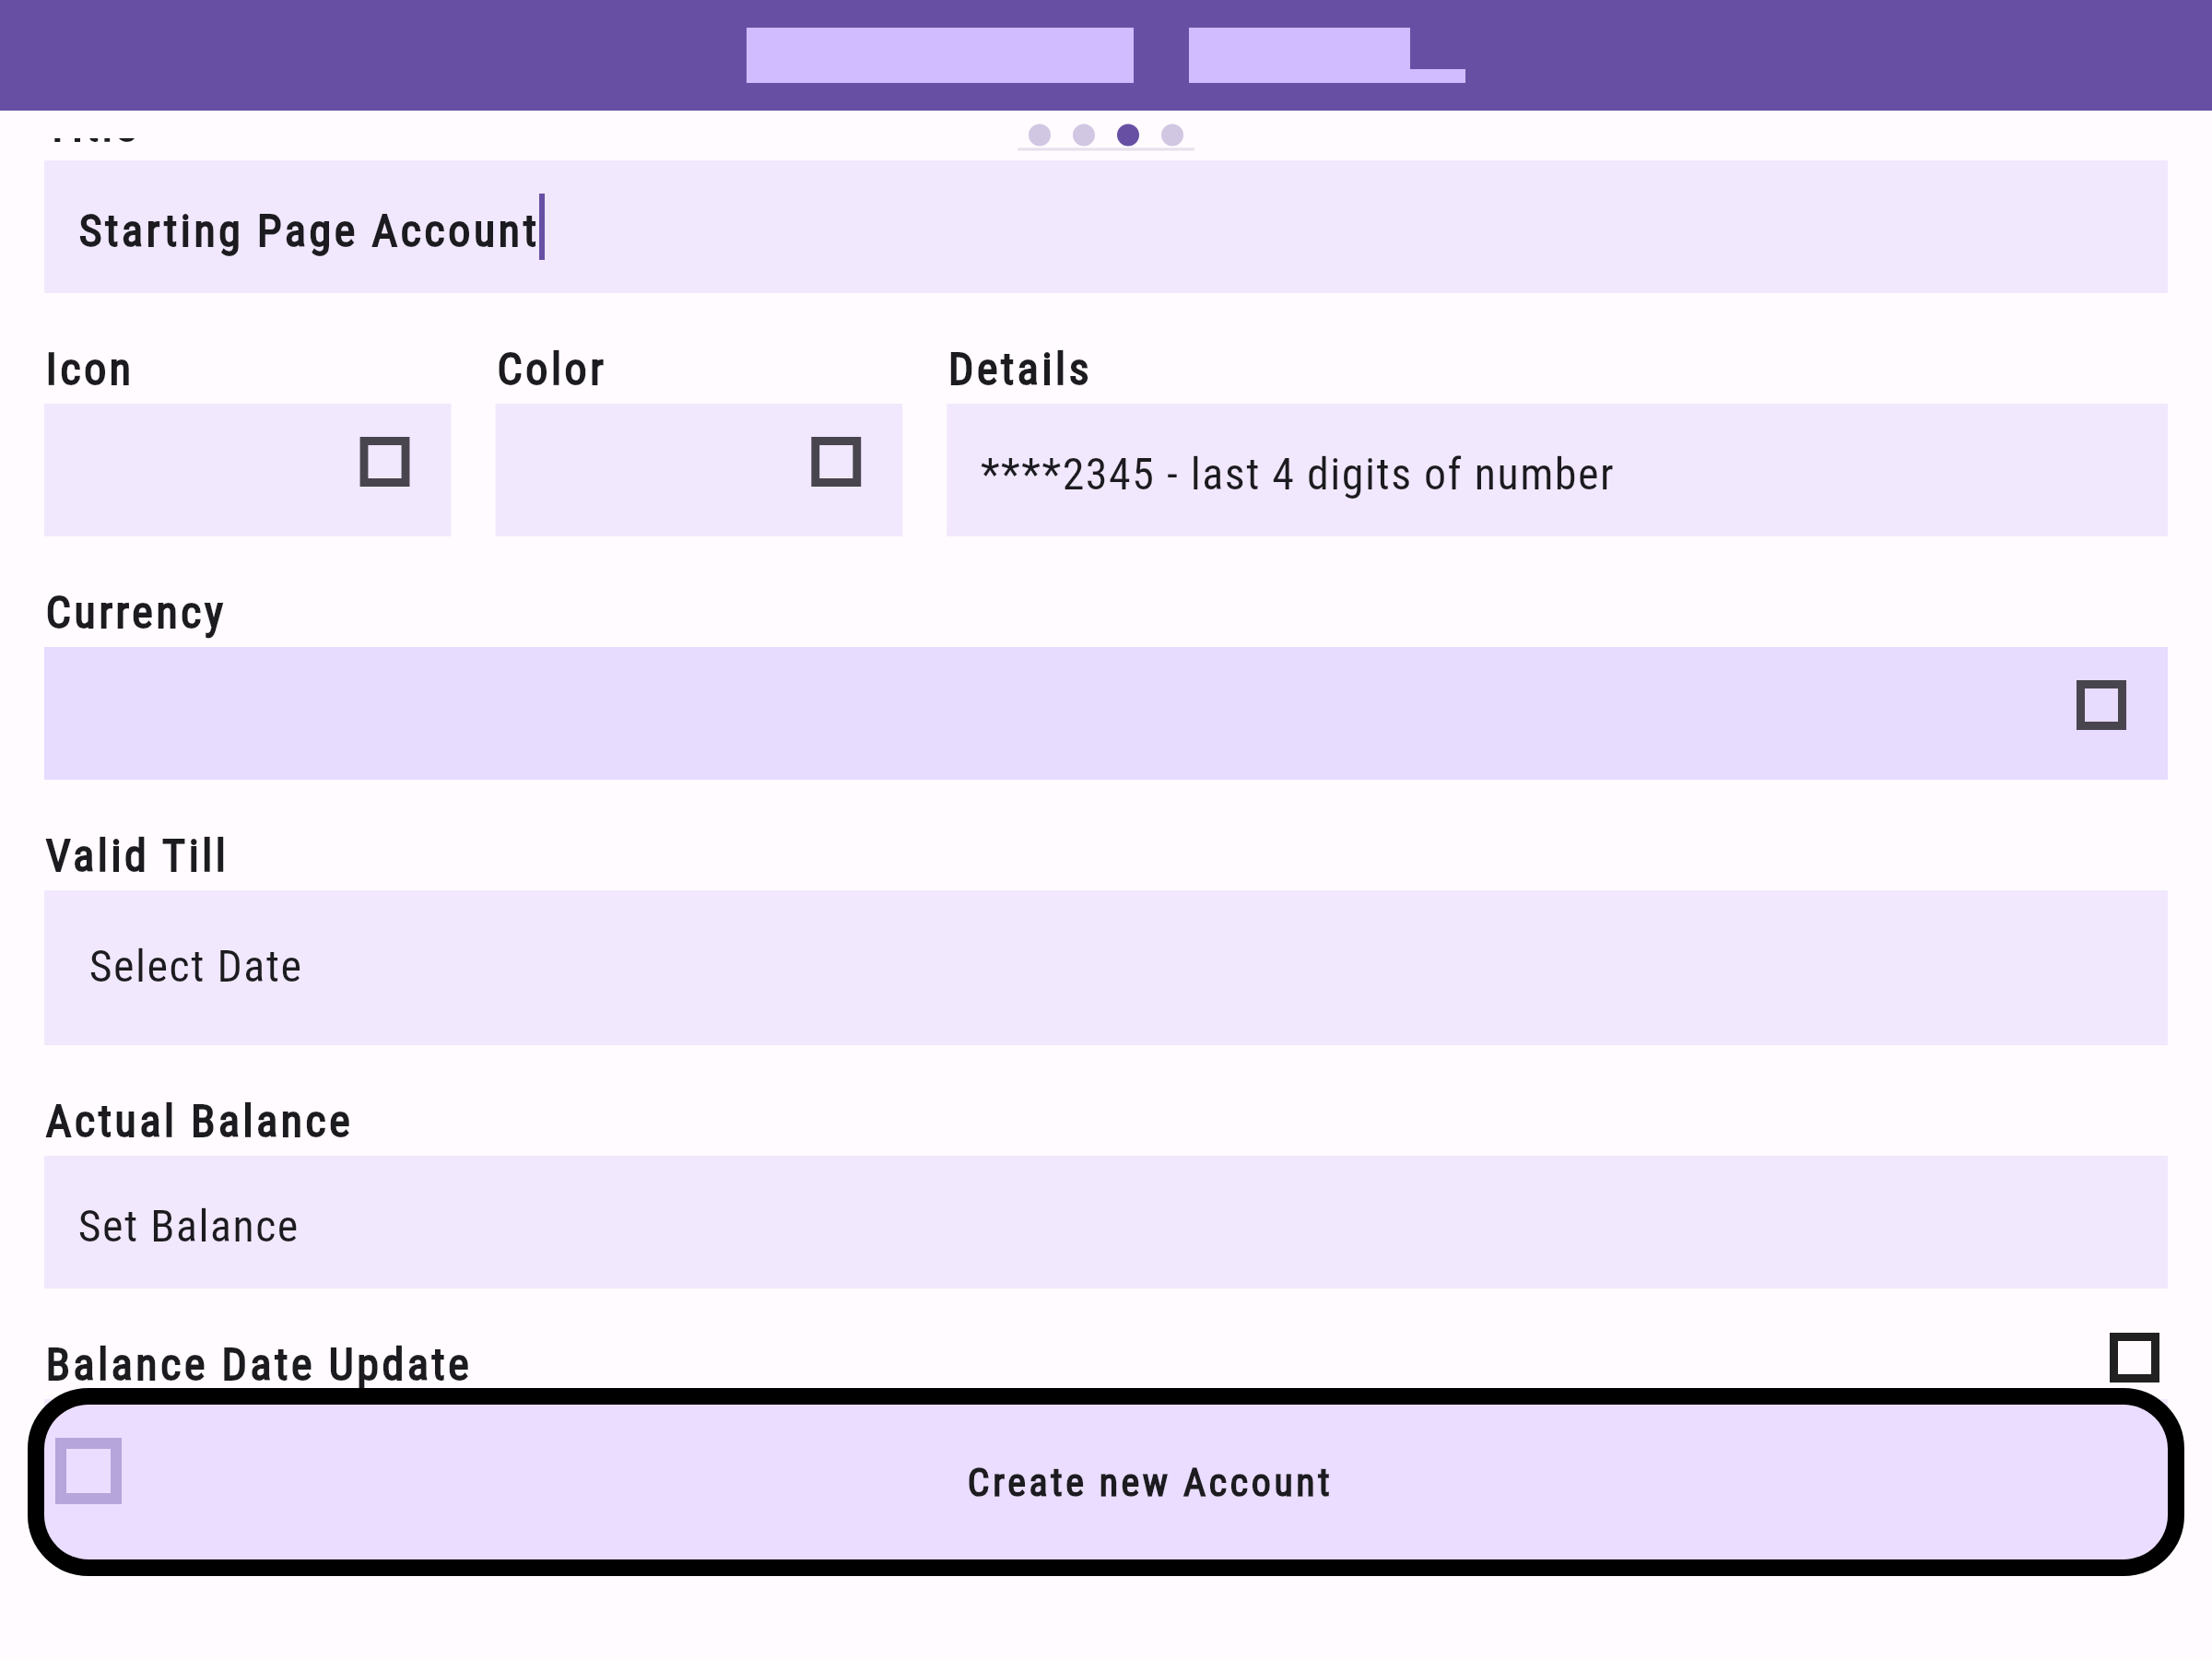 Starting Page Account
Icon Color Details
****2345 - last 4 digits of number
Currency
Valid Till
Select Date
Actual Balance
Set Balance
Balance Date Update
Create new Account